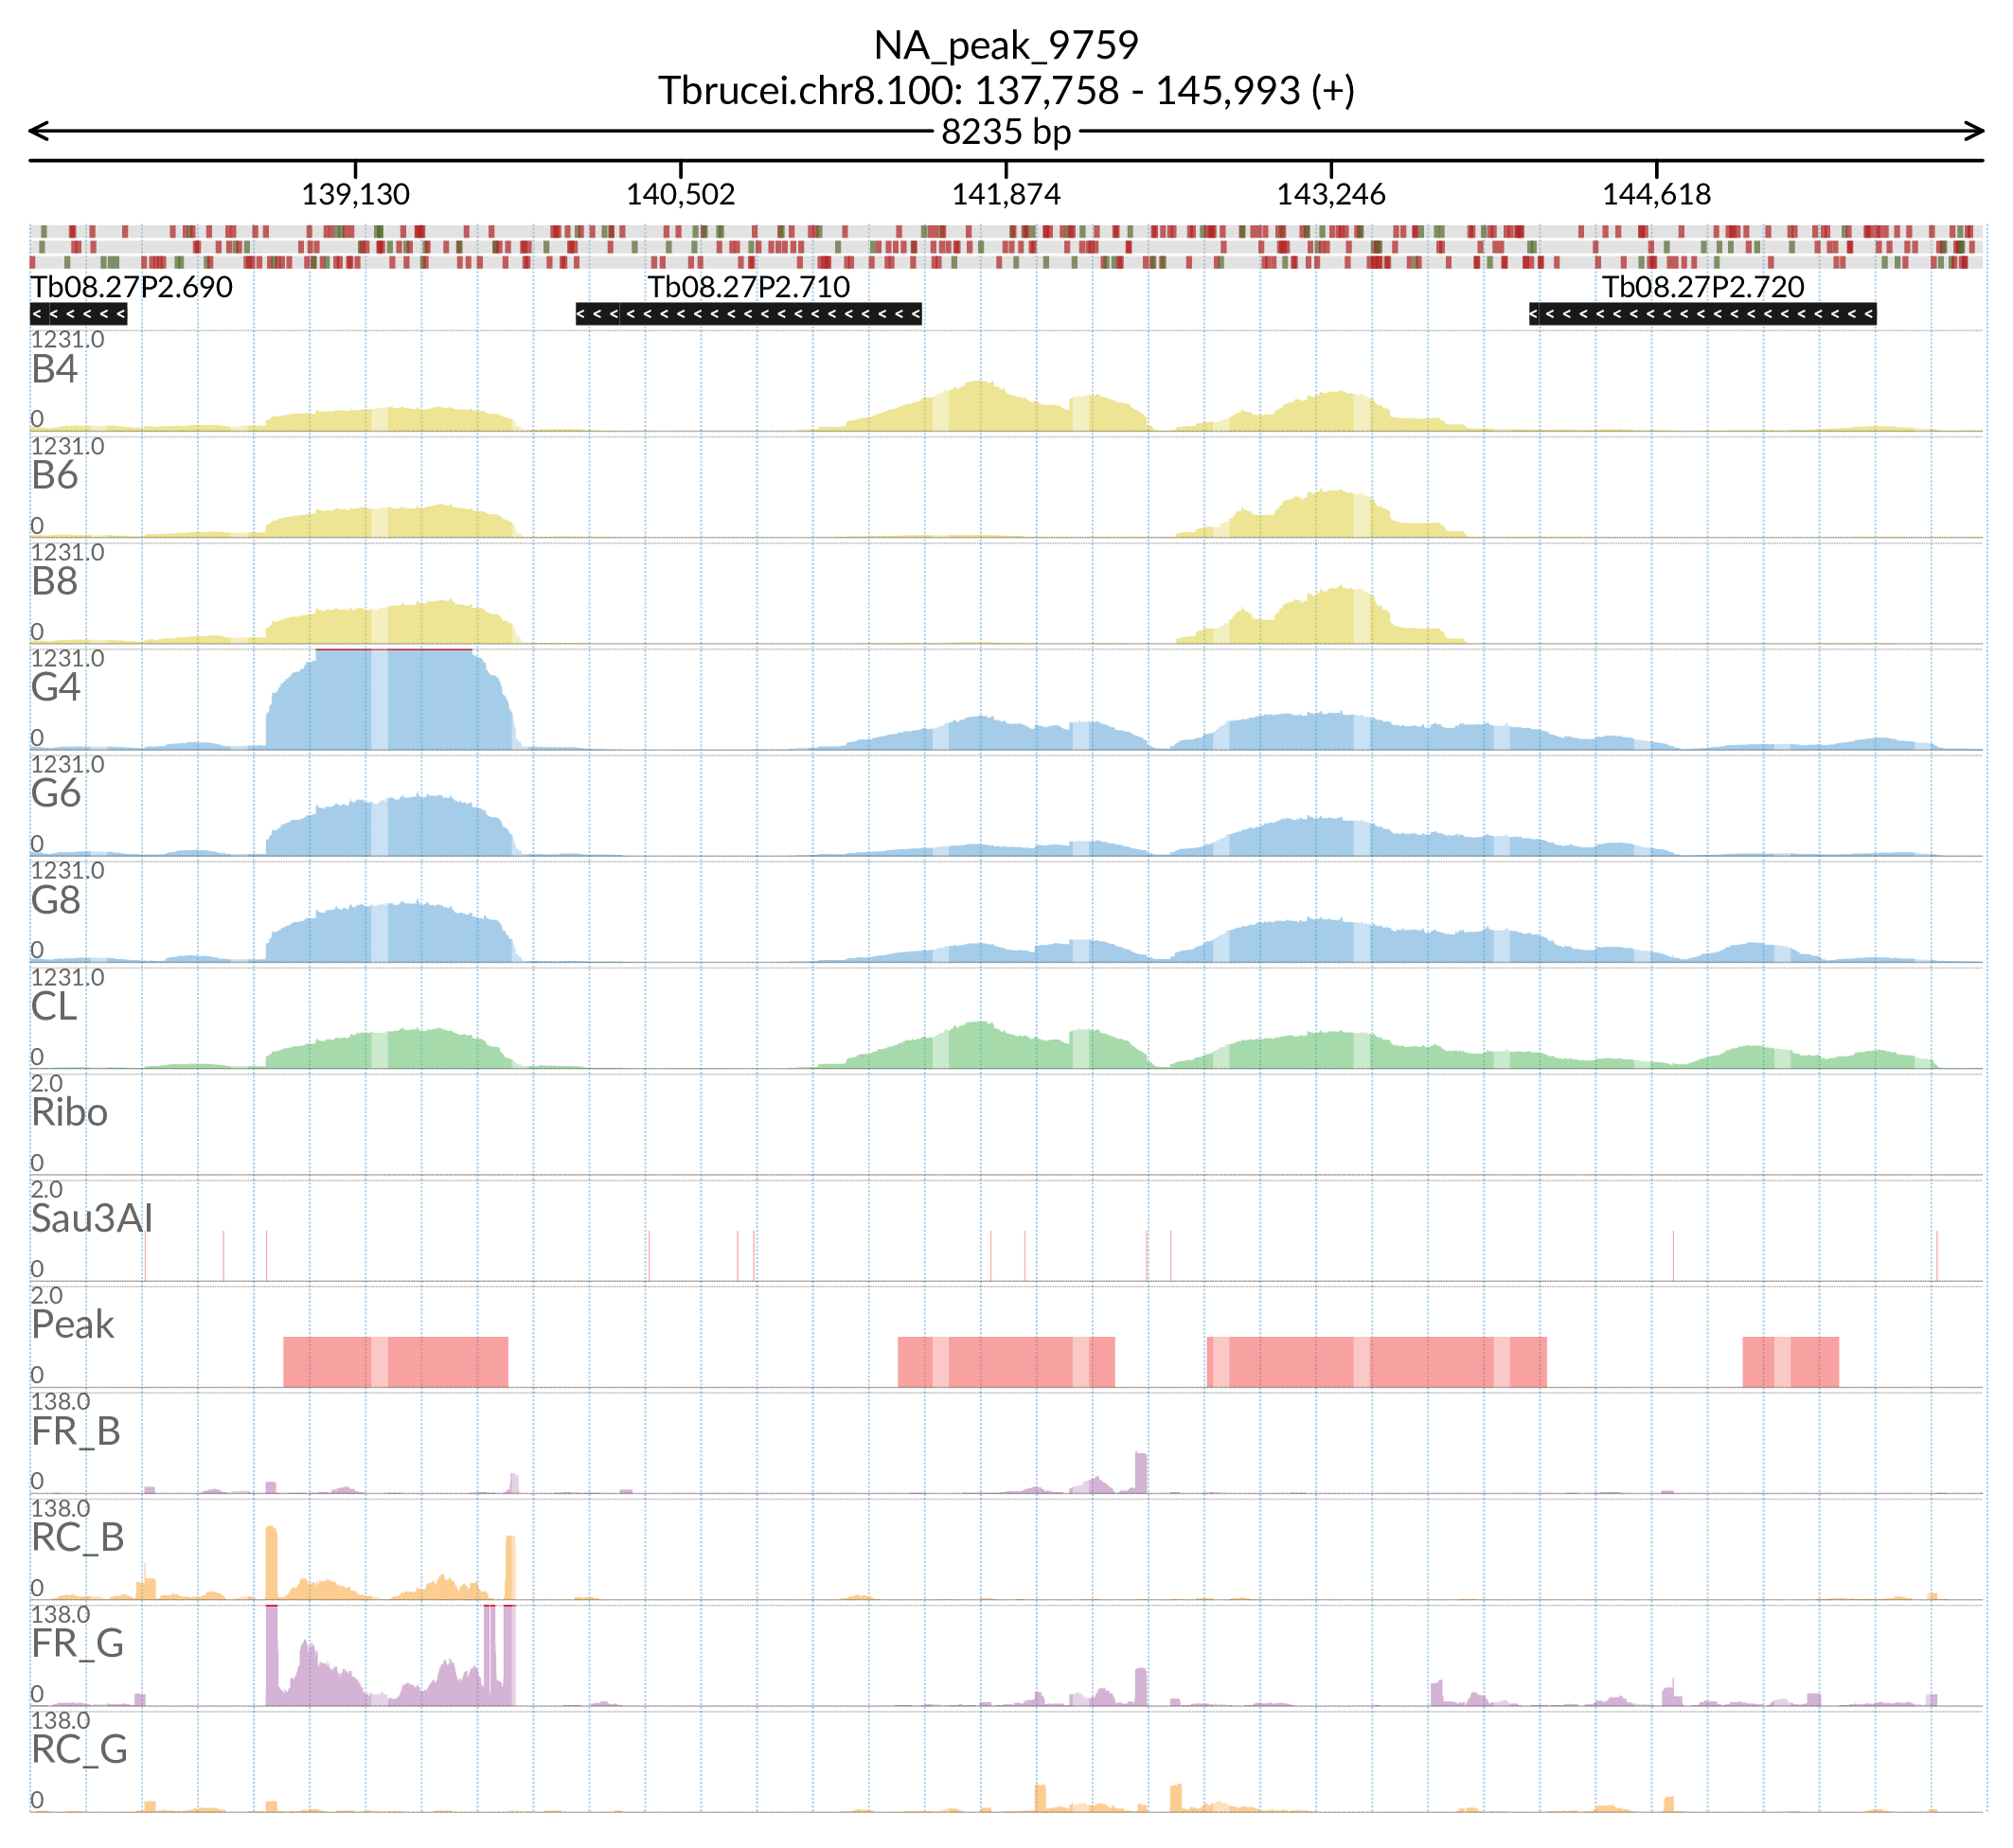 NA_peak_9759
Tbrucei.chr8.100: 137,758 - 145,993 (+)
8235 bp
139,130 140,502 141,874 143,246 144,618
Tb08.27P2.690 Tb08.27P2.710 Tb08.27P2.720
1231.0
B4
0
1231.0
B6
0
1231.0
B8
0
1231.0
G4
0
1231.0
G6
0
1231.0
G8
0
1231.0
CL
0
2.0
Ribo
0
2.0
Sau3AI
0
2.0
Peak
0
138.0
FR_B
0
138.0
RC_B
0
138.0
FR_G
0
138.0
RC_G
0